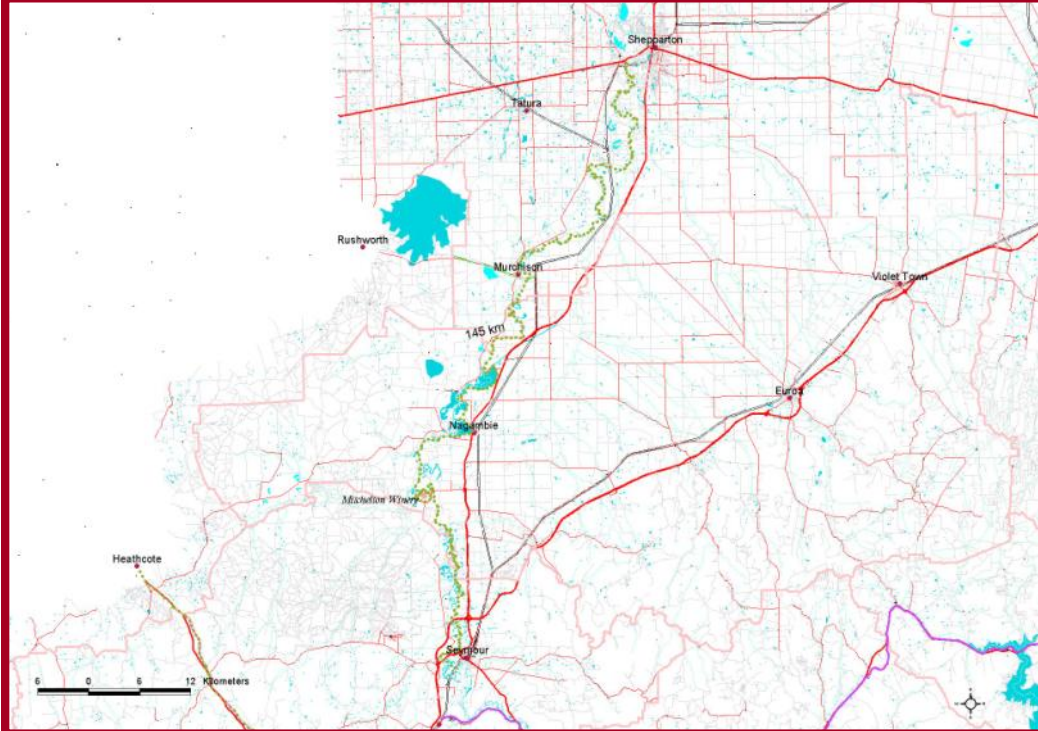 Shepparton
Tatura
Rushworth
Murchison
Violet Town
145 km
Euroa
Nagambie
Mitchelton Winery
Heathcote
Seymour
6 0 6 12 Kilometers